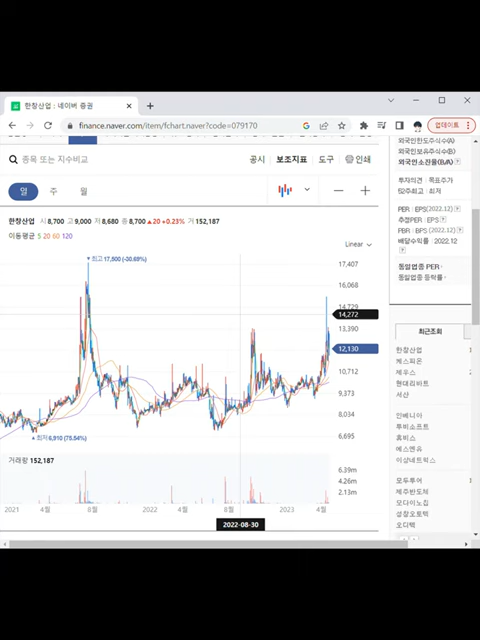 한창산업 : 네이버 증권
finance.naver.com/item/fchart.naver?code=079170
업데이트
종목 또는 지수비교
공시 보조지표 도구 인쇄
일 주 월
한창산업 시8,700 고9,000 저8,680 종8,700 ▲20 +0.23% 거152,187
이동평균 5 20 60 120
Linear
최고 17,500 (-30.69%)
17,407
16,068
14,729
14,272
13,390
12,130
10,712
9,373
8,034
6,695
최저 6,910 (75.54%)
거래량 152,187
6.39m
4.26m
2.13m
2021 4월 8월 2022 4월 8월 2023 4월
2022-08-30
외국인한도주식수(A)
외국인보유주식수(B)
외국인소진율(B/A)
투자의견 목표주가
52주최고 최저
PER EPS(2022.12)
추정PER EPS
PBR BPS (2022.12)
배당수익률 2022.12
동일업종 PER
동일업종 등락률
최근조회
한창산업
케스피온
제우스
현대리바트
서산
인베니아
투비소프트
휴비스
에스엔유
이상네트웍스
모두투어
제주반도체
모다이노칩
성창오토텍
오디텍